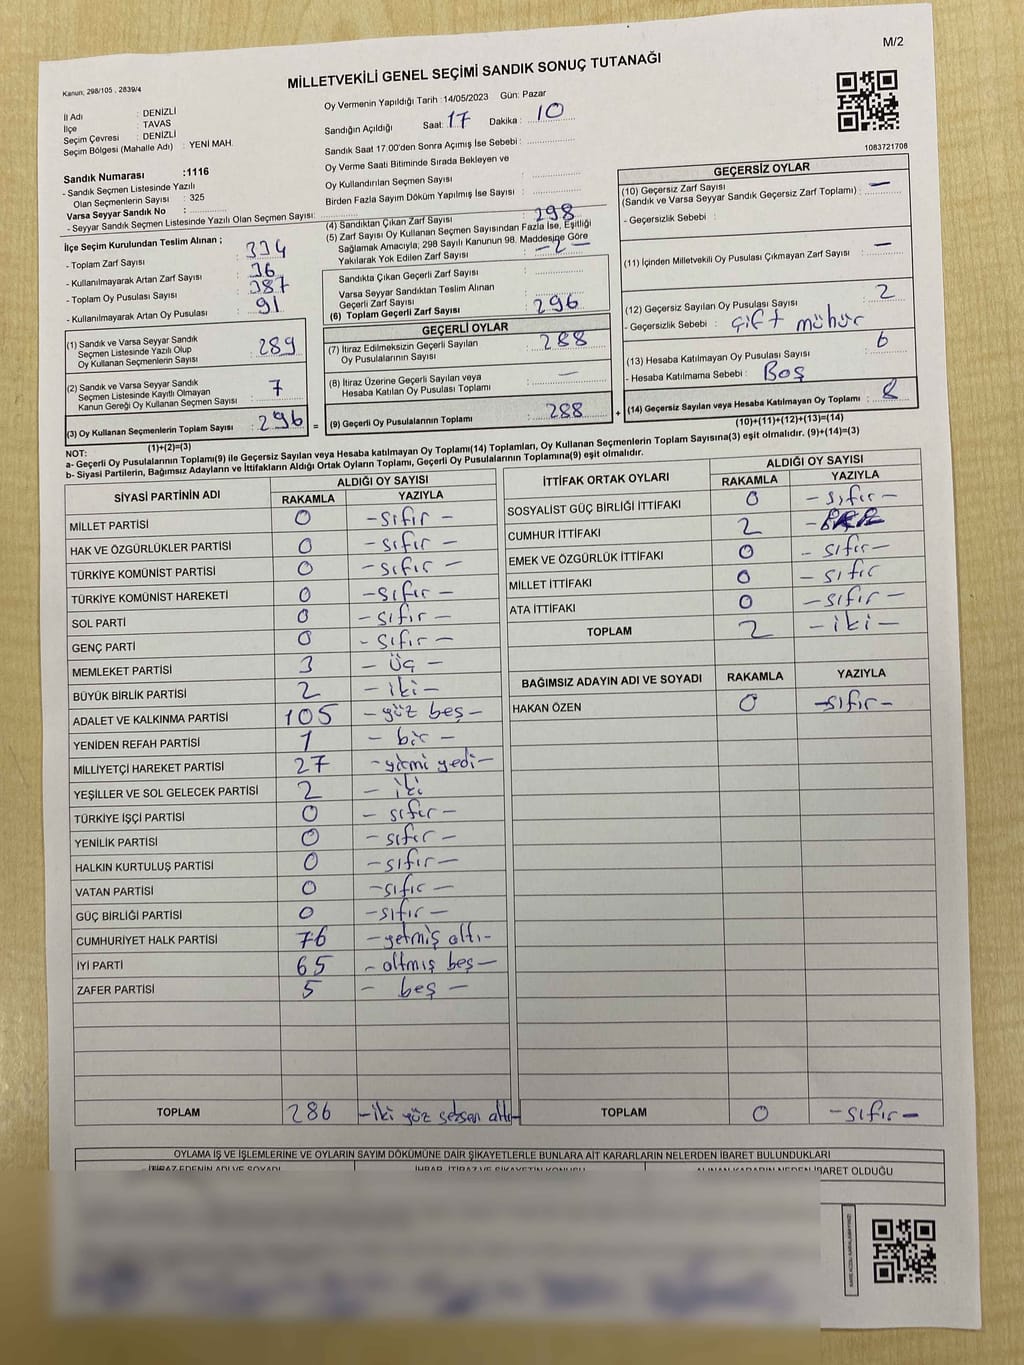 M/2
MİLLETVEKİLİ GENEL SEÇİMİ SANDIK SONUÇ TUTANAĞI
Kanun, 298/105 , 2839/4
İl Adı : DENİZLİ
İlçe : TAVAS
Seçim Çevresi : DENİZLİ
Seçim Bölgesi (Mahalle Adı) : YENİ MAH.
Sandık Numarası :1116
- Sandık Seçmen Listesinde Yazılı
Olan Seçmenlerin Sayısı : 325
Varsa Seyyar Sandık No :
- Seyyar Sandık Seçmen Listesinde Yazılı Olan Seçmen Sayısı:
İlçe Seçim Kurulundan Teslim Alınan ;
- Toplam Zarf Sayısı : 334
- Kullanılmayarak Artan Zarf Sayısı : 36
- Toplam Oy Pusulası Sayısı : 387
- Kullanılmayarak Artan Oy Pusulası : 91
(1) Sandık ve Varsa Seyyar Sandık
Seçmen Listesinde Yazılı Olup
Oy Kullanan Seçmenlerin Sayısı : 289
(2) Sandık ve Varsa Seyyar Sandık
Seçmen Listesinde Kayıtlı Olmayan
Kanun Gereği Oy Kullanan Seçmen Sayısı : 7
(3) Oy Kullanan Seçmenlerin Toplam Sayısı : 296
(1)+(2)=(3)
Oy Vermenin Yapıldığı Tarih :14/05/2023 Gün: Pazar
Sandığın Açıldığı Saat: 17 Dakika : 10
Sandık Saat 17:00'den Sonra Açımış İse Sebebi :
Oy Verme Saati Bitiminde Sırada Bekleyen ve
Oy Kullandırılan Seçmen Sayısı :
Birden Fazla Sayım Döküm Yapılmış İse Sayısı :
(4) Sandıktan Çıkan Zarf Sayısı : 298
(5) Zarf Sayısı Oy Kullanan Seçmen Sayısından Fazla İse, Eşitliği
Sağlamak Amacıyla, 298 Sayılı Kanunun 98. Maddesine Göre
Yakılarak Yok Edilen Zarf Sayısı : -2-
Sandıkta Çıkan Geçerli Zarf Sayısı :
Varsa Seyyar Sandıktan Teslim Alınan
Geçerli Zarf Sayısı :
(6) Toplam Geçerli Zarf Sayısı : 296
GEÇERLİ OYLAR
(7) İtiraz Edilmeksizin Geçerli Sayılan
Oy Pusulalarının Sayısı : 288
(8) İtiraz Üzerine Geçerli Sayılan veya
Hesaba Katılan Oy Pusulası Toplamı : —
= (9) Geçerli Oy Pusulalarının Toplamı : 288
1083721706
GEÇERSİZ OYLAR
(10) Geçersiz Zarf Sayısı
(Sandık ve Varsa Seyyar Sandık Geçersiz Zarf Toplamı) : —
- Geçersizlik Sebebi :
(11) İçinden Milletvekili Oy Pusulası Çıkmayan Zarf Sayısı : —
(12) Geçersiz Sayılan Oy Pusulası Sayısı : 2
- Geçersizlik Sebebi : Çift mühür
(13) Hesaba Katılmayan Oy Pusulası Sayısı : 6
- Hesaba Katılmama Sebebi : Boş
+ (14) Geçersiz Sayılan veya Hesaba Katılmayan Oy Toplamı : 8
(10)+(11)+(12)+(13)=(14)
NOT:
a- Geçerli Oy Pusulalarının Toplamı(9) ile Geçersiz Sayılan veya Hesaba katılmayan Oy Toplamı(14) Toplamları, Oy Kullanan Seçmenlerin Toplam Sayısına(3) eşit olmalıdır. (9)+(14)=(3)
b- Siyasi Partilerin, Bağımsız Adayların ve İttifakların Aldığı Ortak Oyların Toplamı, Geçerli Oy Pusulalarının Toplamına(9) eşit olmalıdır.
SİYASİ PARTİNİN ADI ALDIĞI OY SAYISI
RAKAMLA YAZIYLA
MİLLET PARTİSİ 0 -sıfır-
HAK VE ÖZGÜRLÜKLER PARTİSİ 0 -sıfır-
TÜRKİYE KOMÜNİST PARTİSİ 0 -sıfır-
TÜRKİYE KOMÜNİST HAREKETİ 0 -sıfır-
SOL PARTİ 0 -sıfır-
GENÇ PARTİ 0 -sıfır-
MEMLEKET PARTİSİ 3 - üç -
BÜYÜK BİRLİK PARTİSİ 2 -iki-
ADALET VE KALKINMA PARTİSİ 105 -yüz beş-
YENİDEN REFAH PARTİSİ 1 - bir -
MİLLİYETÇİ HAREKET PARTİSİ 27 -yirmi yedi-
YEŞİLLER VE SOL GELECEK PARTİSİ 2 - iki
TÜRKİYE İŞÇİ PARTİSİ 0 - sıfır-
YENİLİK PARTİSİ 0 -sıfır-
HALKIN KURTULUŞ PARTİSİ 0 -sıfır-
VATAN PARTİSİ 0 -sıfır-
GÜÇ BİRLİĞİ PARTİSİ 0 -sıfır-
CUMHURİYET HALK PARTİSİ 76 -yetmiş altı-
İYİ PARTİ 65 - altmış beş-
ZAFER PARTİSİ 5 - beş -
TOPLAM 286 -iki yüz seksen altı-
İTTİFAK ORTAK OYLARI ALDIĞI OY SAYISI
RAKAMLA YAZIYLA
SOSYALİST GÜÇ BİRLİĞİ İTTİFAKI 0 -sıfır-
CUMHUR İTTİFAKI 2
EMEK VE ÖZGÜRLÜK İTTİFAKI 0 - sıfır-
MİLLET İTTİFAKI 0 - sıfır
ATA İTTİFAKI 0 -sıfır-
TOPLAM 2 -iki-
BAĞIMSIZ ADAYIN ADI VE SOYADI RAKAMLA YAZIYLA
HAKAN ÖZEN 0 -sıfır-
TOPLAM 0 -sıfır-
OYLAMA İŞ VE İŞLEMLERİNE VE OYLARIN SAYIM DÖKÜMÜNE DAİR ŞİKAYETLERLE BUNLARA AİT KARARLARIN NELERDEN İBARET BULUNDUKLARI
İTİRAZ EDENİN ADI VE SOYADI İHBAR, İTİRAZ VE ŞİKAYETİN KONUSU ALINAN KARARIN NEDEN İBARET OLDUĞU